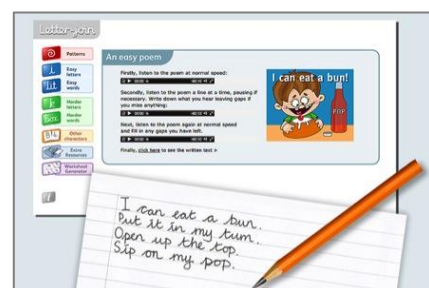 Letter-join
Patterns
Easy
letters
Easy
words
Harder
letters
Harder
words
Other
characters
Extra
Resources
Worksheet
Generator
An easy poem
Firstly, listen to the poem at normal speed:
Secondly, listen to the poem a line at a time, pausing if
necessary. Write down what you hear leaving gaps if
you miss anything:
Next, listen to the poem again at normal speed
and fill in any gaps you have left.
Finally, click here to see the written text >
I can eat a bun!
POP
I can eat a bun.
Put it in my tum.
Open up the top.
Sip on my pop.